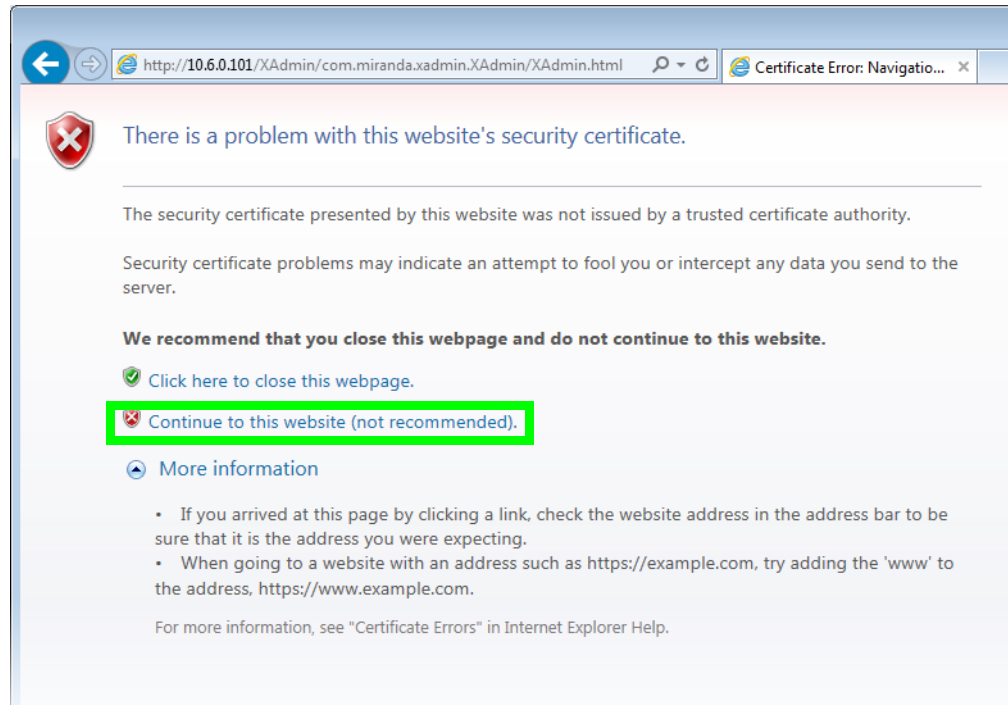 http://10.6.0.101/XAdmin/com.miranda.xadmin.XAdmin/XAdmin.html
Certificate Error: Navigatio...
There is a problem with this website's security certificate.
The security certificate presented by this website was not issued by a trusted certificate authority.
Security certificate problems may indicate an attempt to fool you or intercept any data you send to the
server.
We recommend that you close this webpage and do not continue to this website.
Click here to close this webpage.
Continue to this website (not recommended).
More information
• If you arrived at this page by clicking a link, check the website address in the address bar to be
sure that it is the address you were expecting.
• When going to a website with an address such as https://example.com, try adding the 'www' to
the address, https://www.example.com.
For more information, see "Certificate Errors" in Internet Explorer Help.